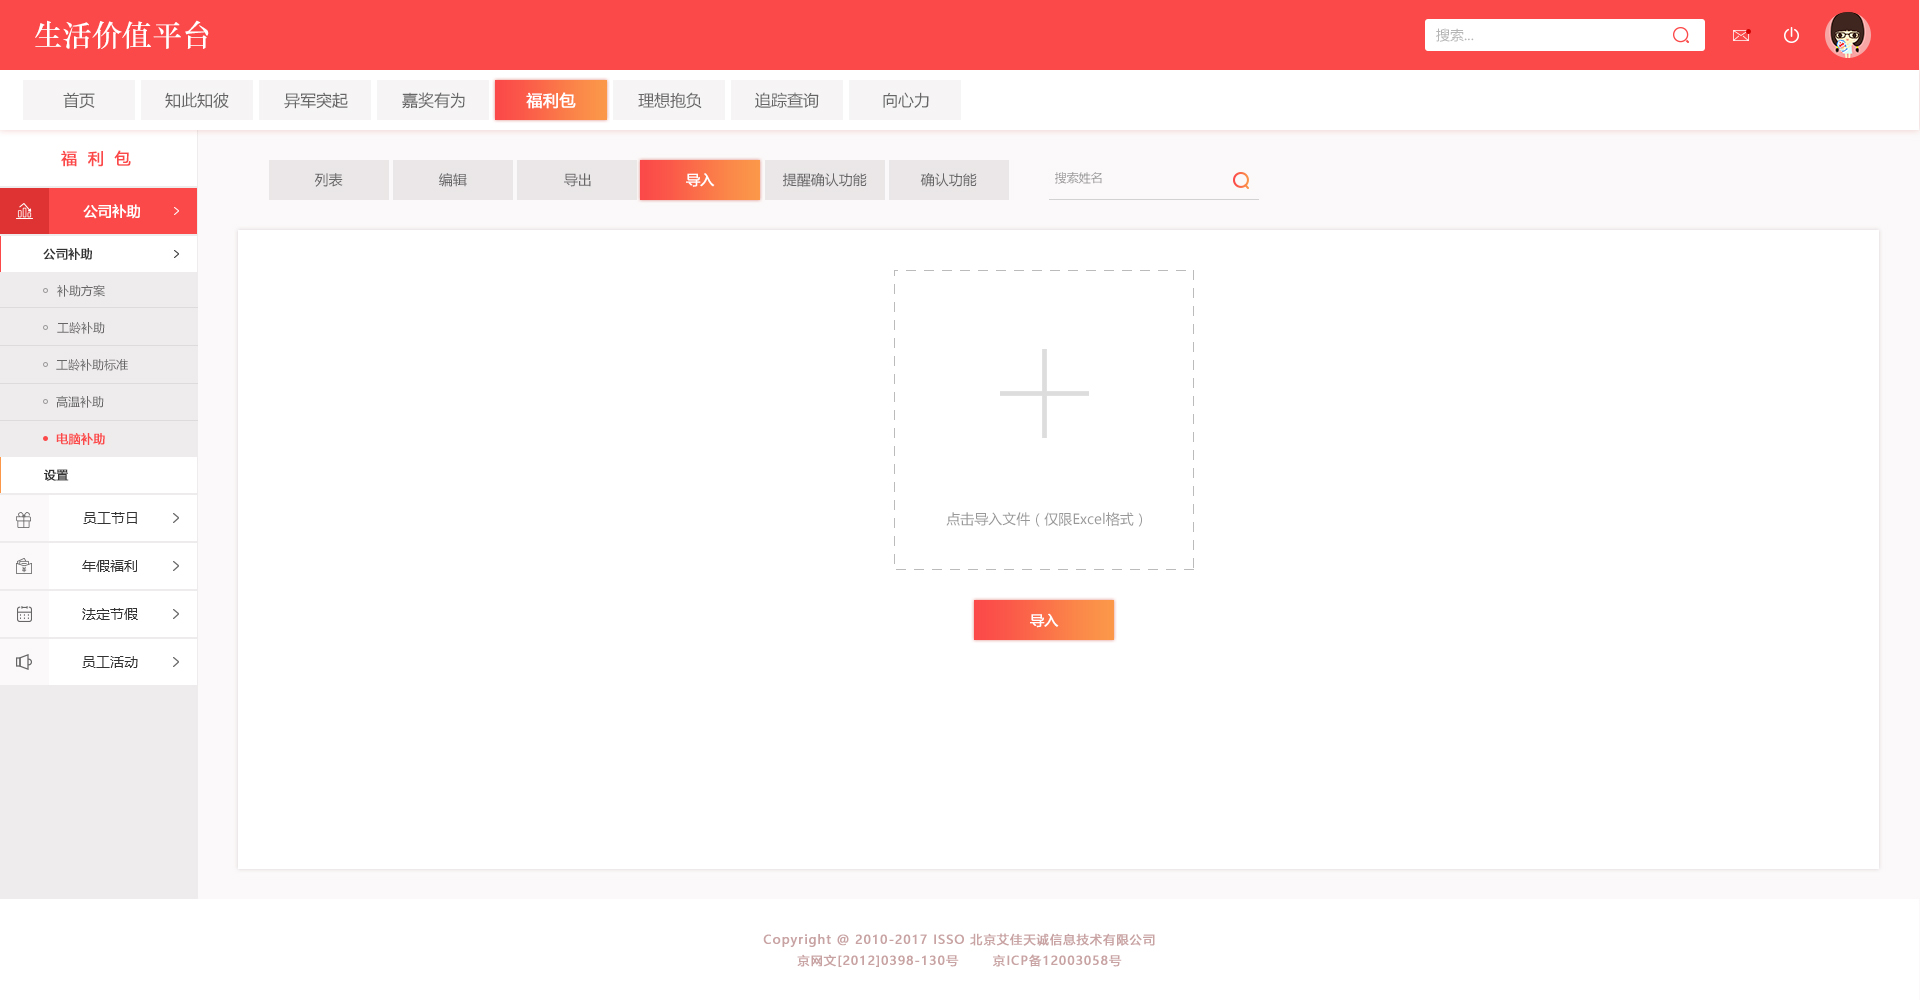 生活价值平台
搜索...
首页 知此知彼 异军突起 嘉奖有为 福利包 理想抱负 追踪查询 向心力
福 利 包
列表 编辑 导出 导入 提醒确认功能 确认功能 搜索姓名
公司补助
公司补助
补助方案
工龄补助
工龄补助标准
高温补助
电脑补助
设置
员工节日
年假福利
法定节假
员工活动
点击导入文件（仅限Excel格式）
导入
Copyright @ 2010-2017 ISSO 北京艾佳天诚信息技术有限公司
京网文[2012]0398-130号 京ICP备12003058号